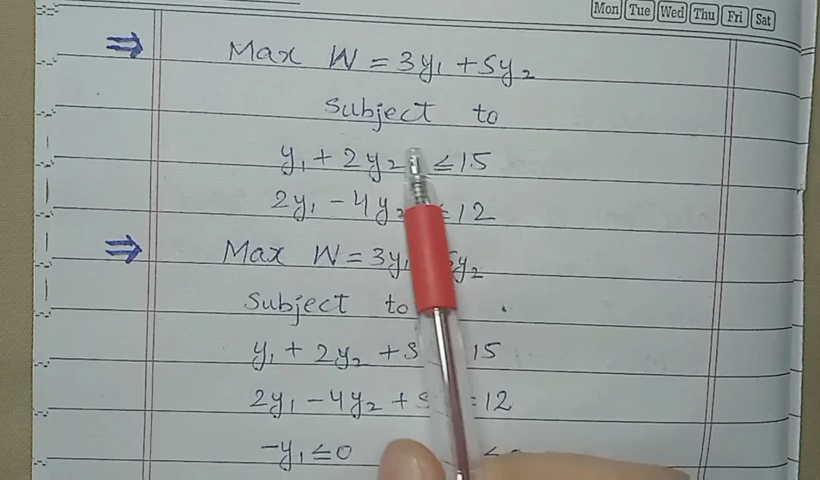 Mon Tue Wed Thu Fri Sat
⇒ Max W = 3y₁ + 5y₂
Subject to
y₁ + 2y₂ ≤ 15
2y₁ - 4y₂ ≤ 12
⇒ Max W = 3y₁ 5y₂
Subject to
y₁ + 2y₂ + S 15
2y₁ - 4y₂ + S = 12
-y₁ ≤ 0